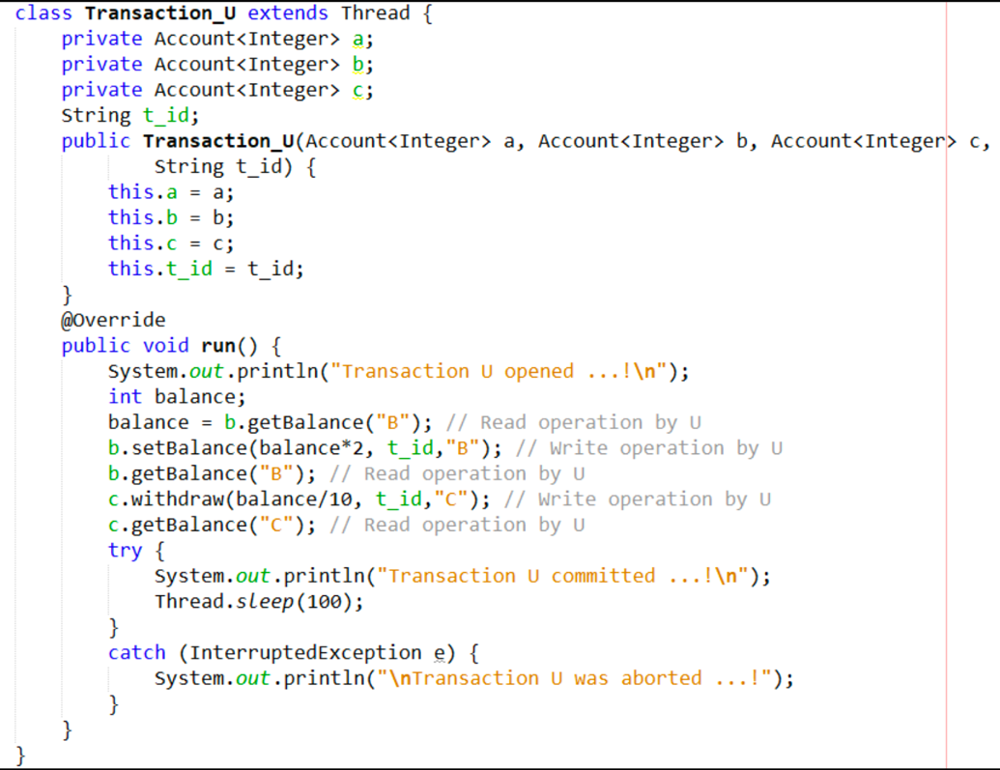 class Transaction_U extends Thread {
    private Account<Integer> a;
    private Account<Integer> b;
    private Account<Integer> c;
    String t_id;
    public Transaction_U(Account<Integer> a, Account<Integer> b, Account<Integer> c,
            String t_id) {
        this.a = a;
        this.b = b;
        this.c = c;
        this.t_id = t_id;
    }
    @Override
    public void run() {
        System.out.println("Transaction U opened ...!\n");
        int balance;
        balance = b.getBalance("B"); // Read operation by U
        b.setBalance(balance*2, t_id,"B"); // Write operation by U
        b.getBalance("B"); // Read operation by U
        c.withdraw(balance/10, t_id,"C"); // Write operation by U
        c.getBalance("C"); // Read operation by U
        try {
            System.out.println("Transaction U committed ...!\n");
            Thread.sleep(100);
        }
        catch (InterruptedException e) {
            System.out.println("\nTransaction U was aborted ...!");
        }
    }
}